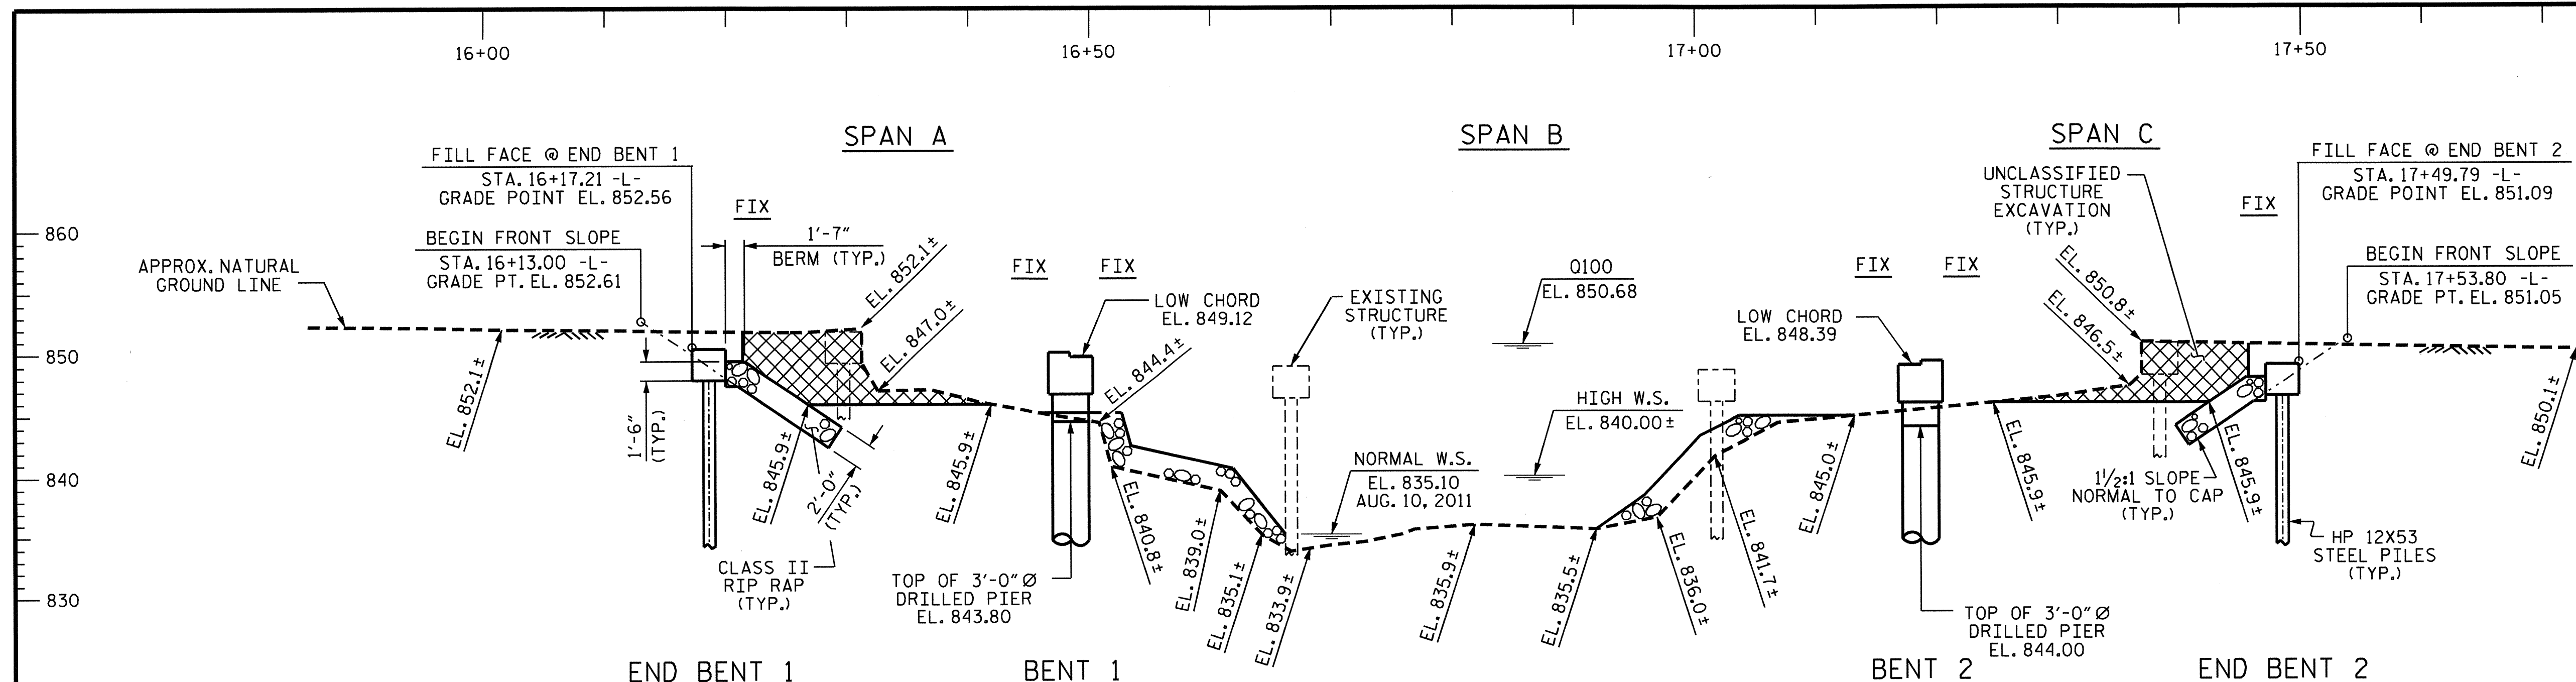 16+00
16+50
17+00
17+50
SPAN A
SPAN B
SPAN C
FILL FACE @ END BENT 1
STA. 16+17.21 -L-
GRADE POINT EL. 852.56
FIX
BEGIN FRONT SLOPE
STA. 16+13.00 -L-
GRADE PT. EL. 852.61
1'-7"
BERM (TYP.)
EL. 852.1±
EL. 847.0±
APPROX. NATURAL
GROUND LINE
860
850
840
830
EL. 852.1±
1'-6"
(TYP.)
EL. 845.9±
2'-0"
(TYP.)
CLASS II
RIP RAP
(TYP.)
EL. 845.9±
FIX
FIX
LOW CHORD
EL. 849.12
EL. 844.4±
TOP OF 3'-0" Ø
DRILLED PIER
EL. 843.80
EL. 840.8±
EL. 839.0±
EL. 835.1±
EL. 833.9±
EXISTING
STRUCTURE
(TYP.)
Q100
EL. 850.68
HIGH W.S.
EL. 840.00±
NORMAL W.S.
EL. 835.10
AUG. 10, 2011
EL. 835.9±
EL. 835.5±
EL. 836.0±
EL. 841.7±
EL. 845.0±
FIX
FIX
LOW CHORD
EL. 848.39
TOP OF 3'-0" Ø
DRILLED PIER
EL. 844.00
UNCLASSIFIED
STRUCTURE
EXCAVATION
(TYP.)
EL. 850.8±
EL. 846.5±
EL. 845.9±
1½:1 SLOPE
NORMAL TO CAP
(TYP.)
EL. 845.9±
FIX
FILL FACE @ END BENT 2
STA. 17+49.79 -L-
GRADE POINT EL. 851.09
BEGIN FRONT SLOPE
STA. 17+53.80 -L-
GRADE PT. EL. 851.05
HP 12X53
STEEL PILES
(TYP.)
EL. 850.1±
END BENT 1
BENT 1
BENT 2
END BENT 2